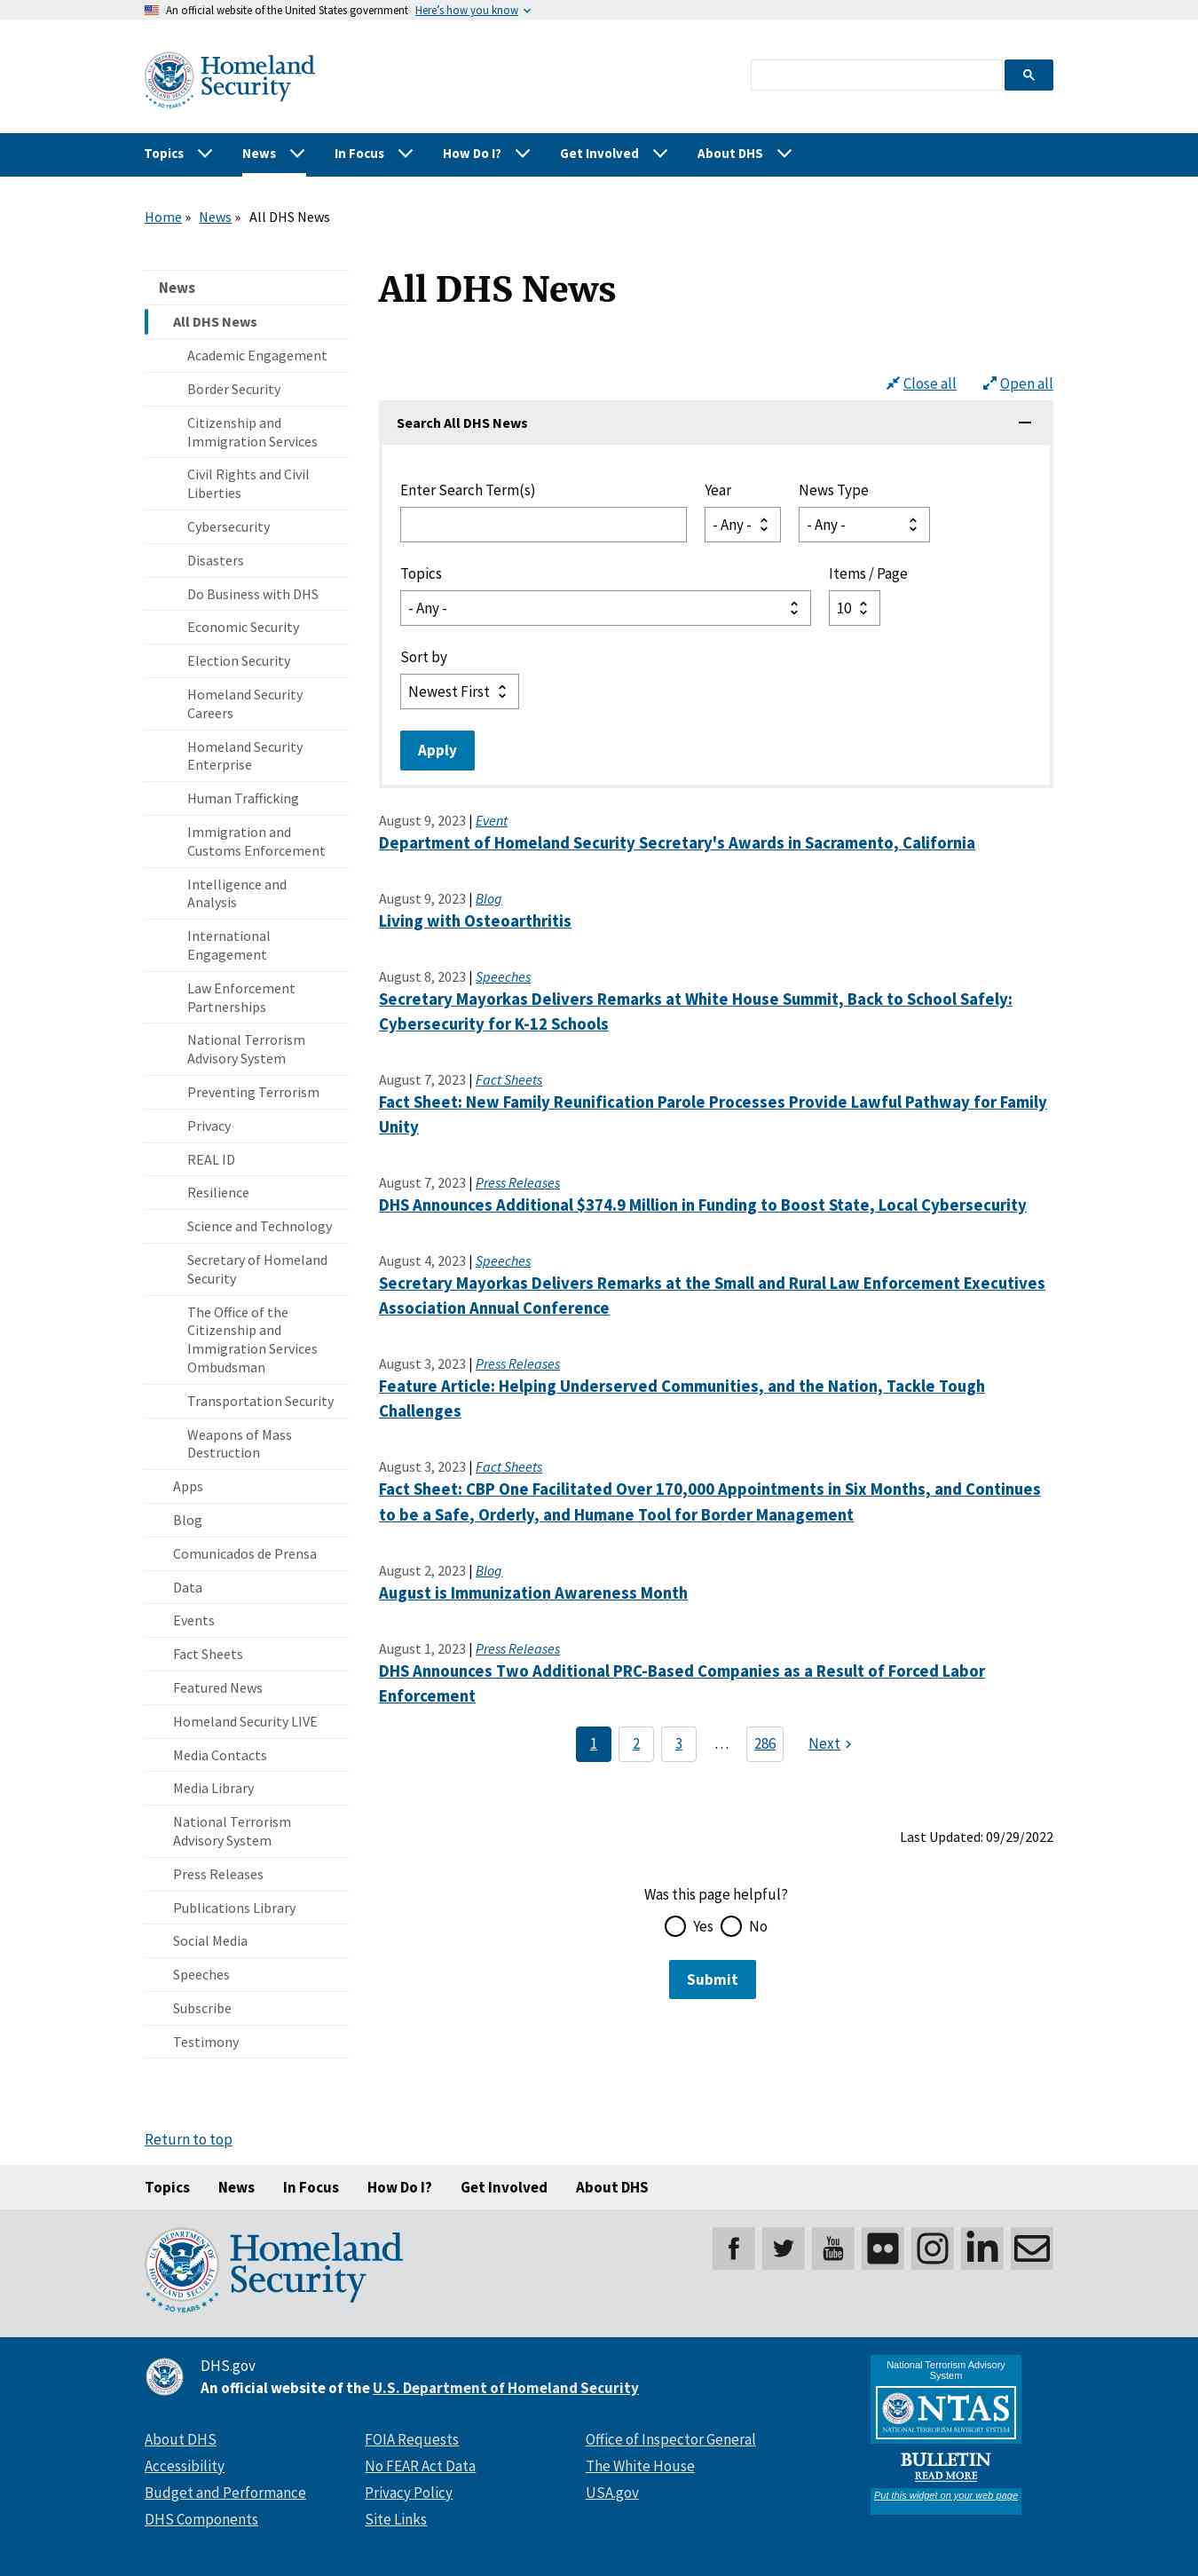 An official website of the United States government Here's how you know
Homeland
Security
Topics News In Focus How Do I? Get Involved About DHS
Home » News » All DHS News
News
All DHS News
Academic Engagement
Border Security
Citizenship and
Immigration Services
Civil Rights and Civil
Liberties
Cybersecurity
Disasters
Do Business with DHS
Economic Security
Election Security
Homeland Security
Careers
Homeland Security
Enterprise
Human Trafficking
Immigration and
Customs Enforcement
Intelligence and
Analysis
International
Engagement
Law Enforcement
Partnerships
National Terrorism
Advisory System
Preventing Terrorism
Privacy
REAL ID
Resilience
Science and Technology
Secretary of Homeland
Security
The Office of the
Citizenship and
Immigration Services
Ombudsman
Transportation Security
Weapons of Mass
Destruction
Apps
Blog
Comunicados de Prensa
Data
Events
Fact Sheets
Featured News
Homeland Security LIVE
Media Contacts
Media Library
National Terrorism
Advisory System
Press Releases
Publications Library
Social Media
Speeches
Subscribe
Testimony
All DHS News
Close all Open all
Search All DHS News
Enter Search Term(s) Year News Type
- Any - - Any -
Topics Items / Page
- Any - 10
Sort by
Newest First
Apply
August 9, 2023 | Event
Department of Homeland Security Secretary's Awards in Sacramento, California
August 9, 2023 | Blog
Living with Osteoarthritis
August 8, 2023 | Speeches
Secretary Mayorkas Delivers Remarks at White House Summit, Back to School Safely:
Cybersecurity for K-12 Schools
August 7, 2023 | Fact Sheets
Fact Sheet: New Family Reunification Parole Processes Provide Lawful Pathway for Family
Unity
August 7, 2023 | Press Releases
DHS Announces Additional $374.9 Million in Funding to Boost State, Local Cybersecurity
August 4, 2023 | Speeches
Secretary Mayorkas Delivers Remarks at the Small and Rural Law Enforcement Executives
Association Annual Conference
August 3, 2023 | Press Releases
Feature Article: Helping Underserved Communities, and the Nation, Tackle Tough
Challenges
August 3, 2023 | Fact Sheets
Fact Sheet: CBP One Facilitated Over 170,000 Appointments in Six Months, and Continues
to be a Safe, Orderly, and Humane Tool for Border Management
August 2, 2023 | Blog
August is Immunization Awareness Month
August 1, 2023 | Press Releases
DHS Announces Two Additional PRC-Based Companies as a Result of Forced Labor
Enforcement
1 2 3 … 286 Next ›
Last Updated: 09/29/2022
Was this page helpful?
Yes No
Submit
Return to top
Topics News In Focus How Do I? Get Involved About DHS
Homeland
Security
20 YEARS
You
Tube
DHS.gov
An official website of the U.S. Department of Homeland Security
About DHS
Accessibility
Budget and Performance
DHS Components
FOIA Requests
No FEAR Act Data
Privacy Policy
Site Links
Office of Inspector General
The White House
USA.gov
National Terrorism Advisory
System
NTAS
NATIONAL TERRORISM ADVISORY SYSTEM
BULLETIN
READ MORE
Put this widget on your web page